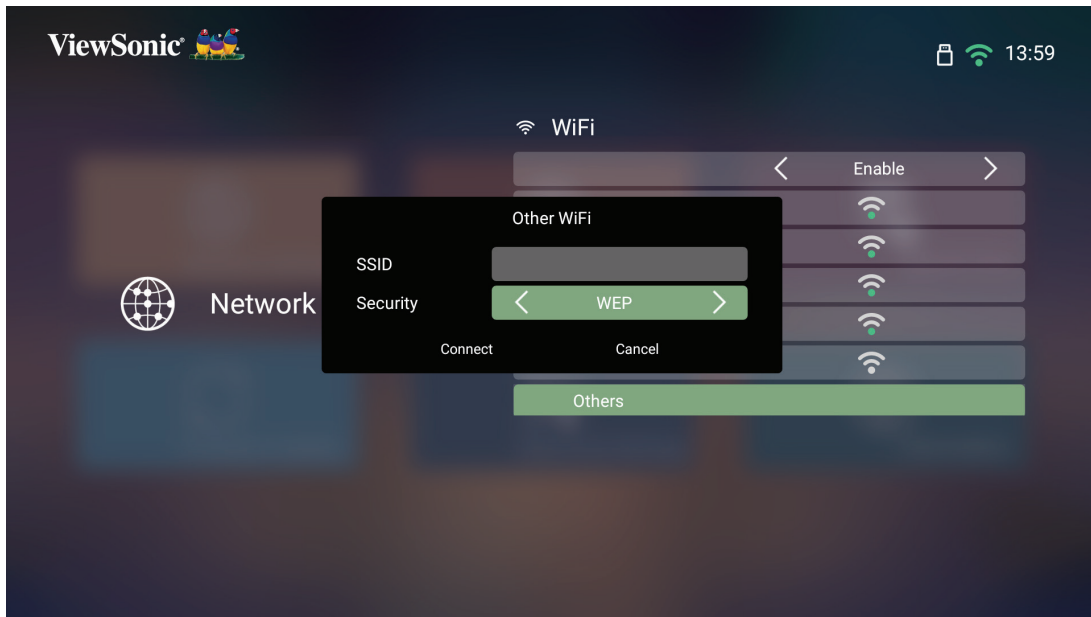 ViewSonic®
13:59
WiFi
Enable
Other WiFi
SSID
Network
Security
WEP
Connect
Cancel
Others